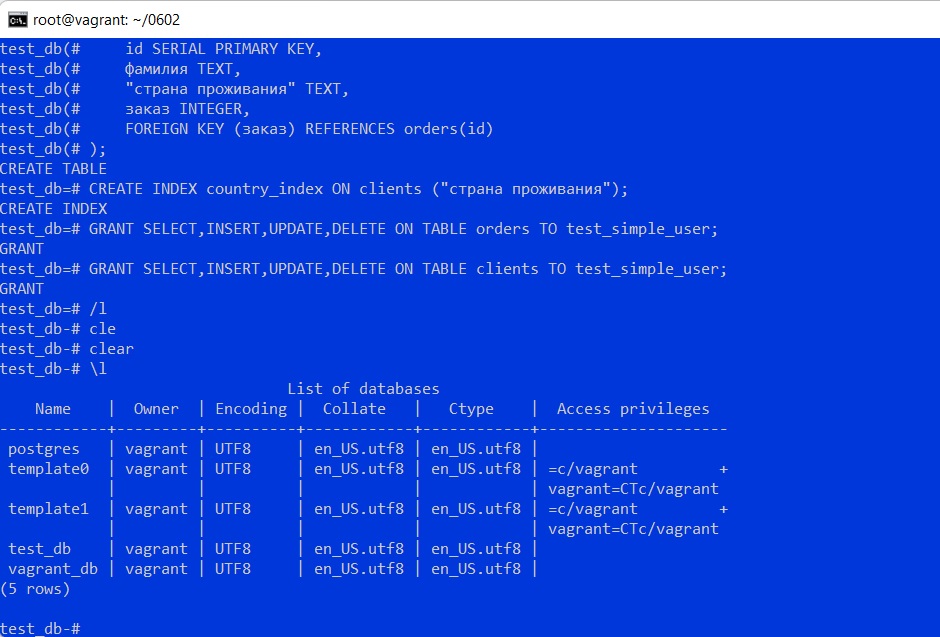 root@vagrant: ~/0602
test_db(#     id SERIAL PRIMARY KEY,
test_db(#     фамилия TEXT,
test_db(#     "страна проживания" TEXT,
test_db(#     заказ INTEGER,
test_db(#     FOREIGN KEY (заказ) REFERENCES orders(id)
test_db(# );
CREATE TABLE
test_db=# CREATE INDEX country_index ON clients ("страна проживания");
CREATE INDEX
test_db=# GRANT SELECT,INSERT,UPDATE,DELETE ON TABLE orders TO test_simple_user;
GRANT
test_db=# GRANT SELECT,INSERT,UPDATE,DELETE ON TABLE clients TO test_simple_user;
GRANT
test_db=# /l
test_db-# cle
test_db-# clear
test_db-# \l
                                List of databases
    Name    |  Owner  | Encoding |  Collate   |   Ctype    |  Access privileges
------------+---------+----------+------------+------------+---------------------
 postgres   | vagrant | UTF8     | en_US.utf8 | en_US.utf8 |
 template0  | vagrant | UTF8     | en_US.utf8 | en_US.utf8 | =c/vagrant         +
            |         |          |            |            | vagrant=CTc/vagrant
 template1  | vagrant | UTF8     | en_US.utf8 | en_US.utf8 | =c/vagrant         +
            |         |          |            |            | vagrant=CTc/vagrant
 test_db    | vagrant | UTF8     | en_US.utf8 | en_US.utf8 |
 vagrant_db | vagrant | UTF8     | en_US.utf8 | en_US.utf8 |
(5 rows)
test_db-#